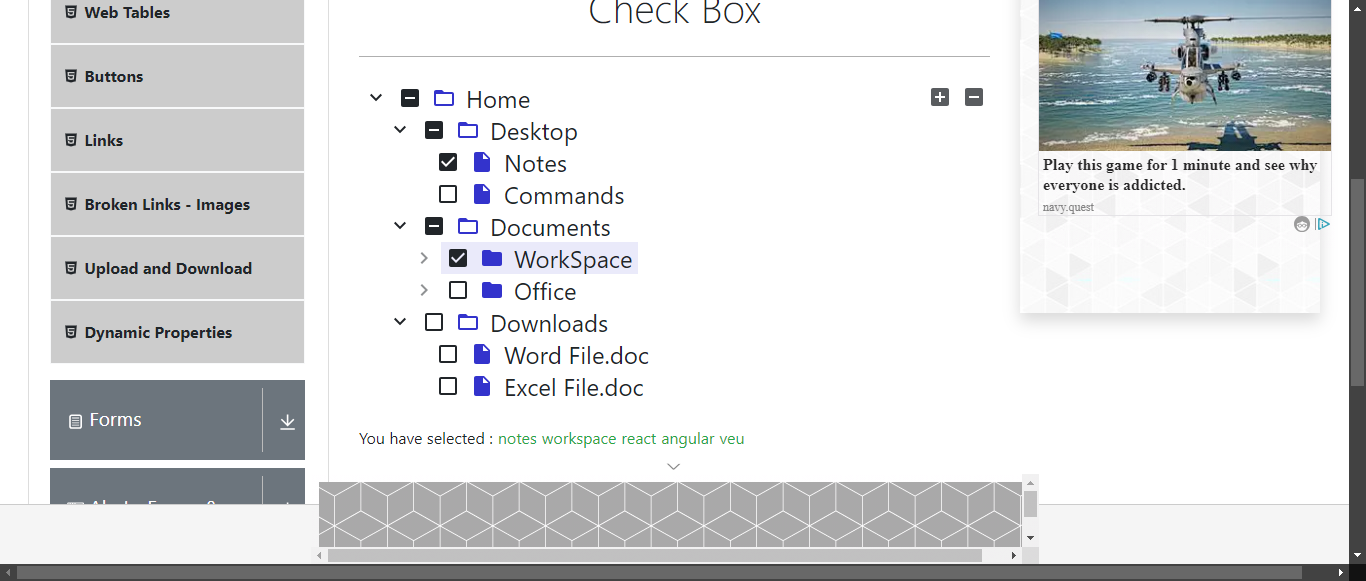 Web Tables
Buttons
Links
Broken Links - Images
Upload and Download
Dynamic Properties
Forms
Check Box
Home
Desktop
Notes
Commands
Documents
WorkSpace
Office
Downloads
Word File.doc
Excel File.doc
You have selected : notes workspace react angular veu
Play this game for 1 minute and see why
everyone is addicted.
navy.quest